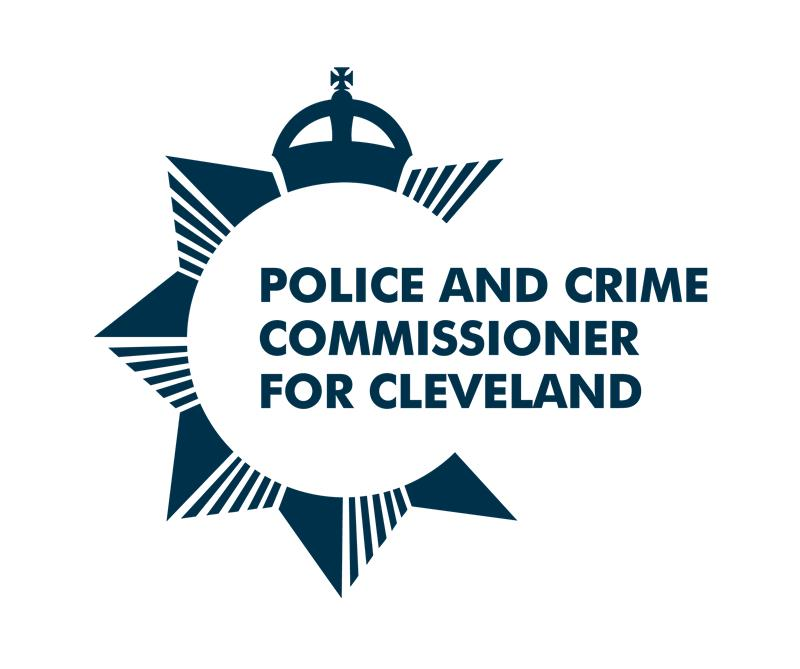 POLICE AND CRIME
COMMISSIONER
FOR CLEVELAND